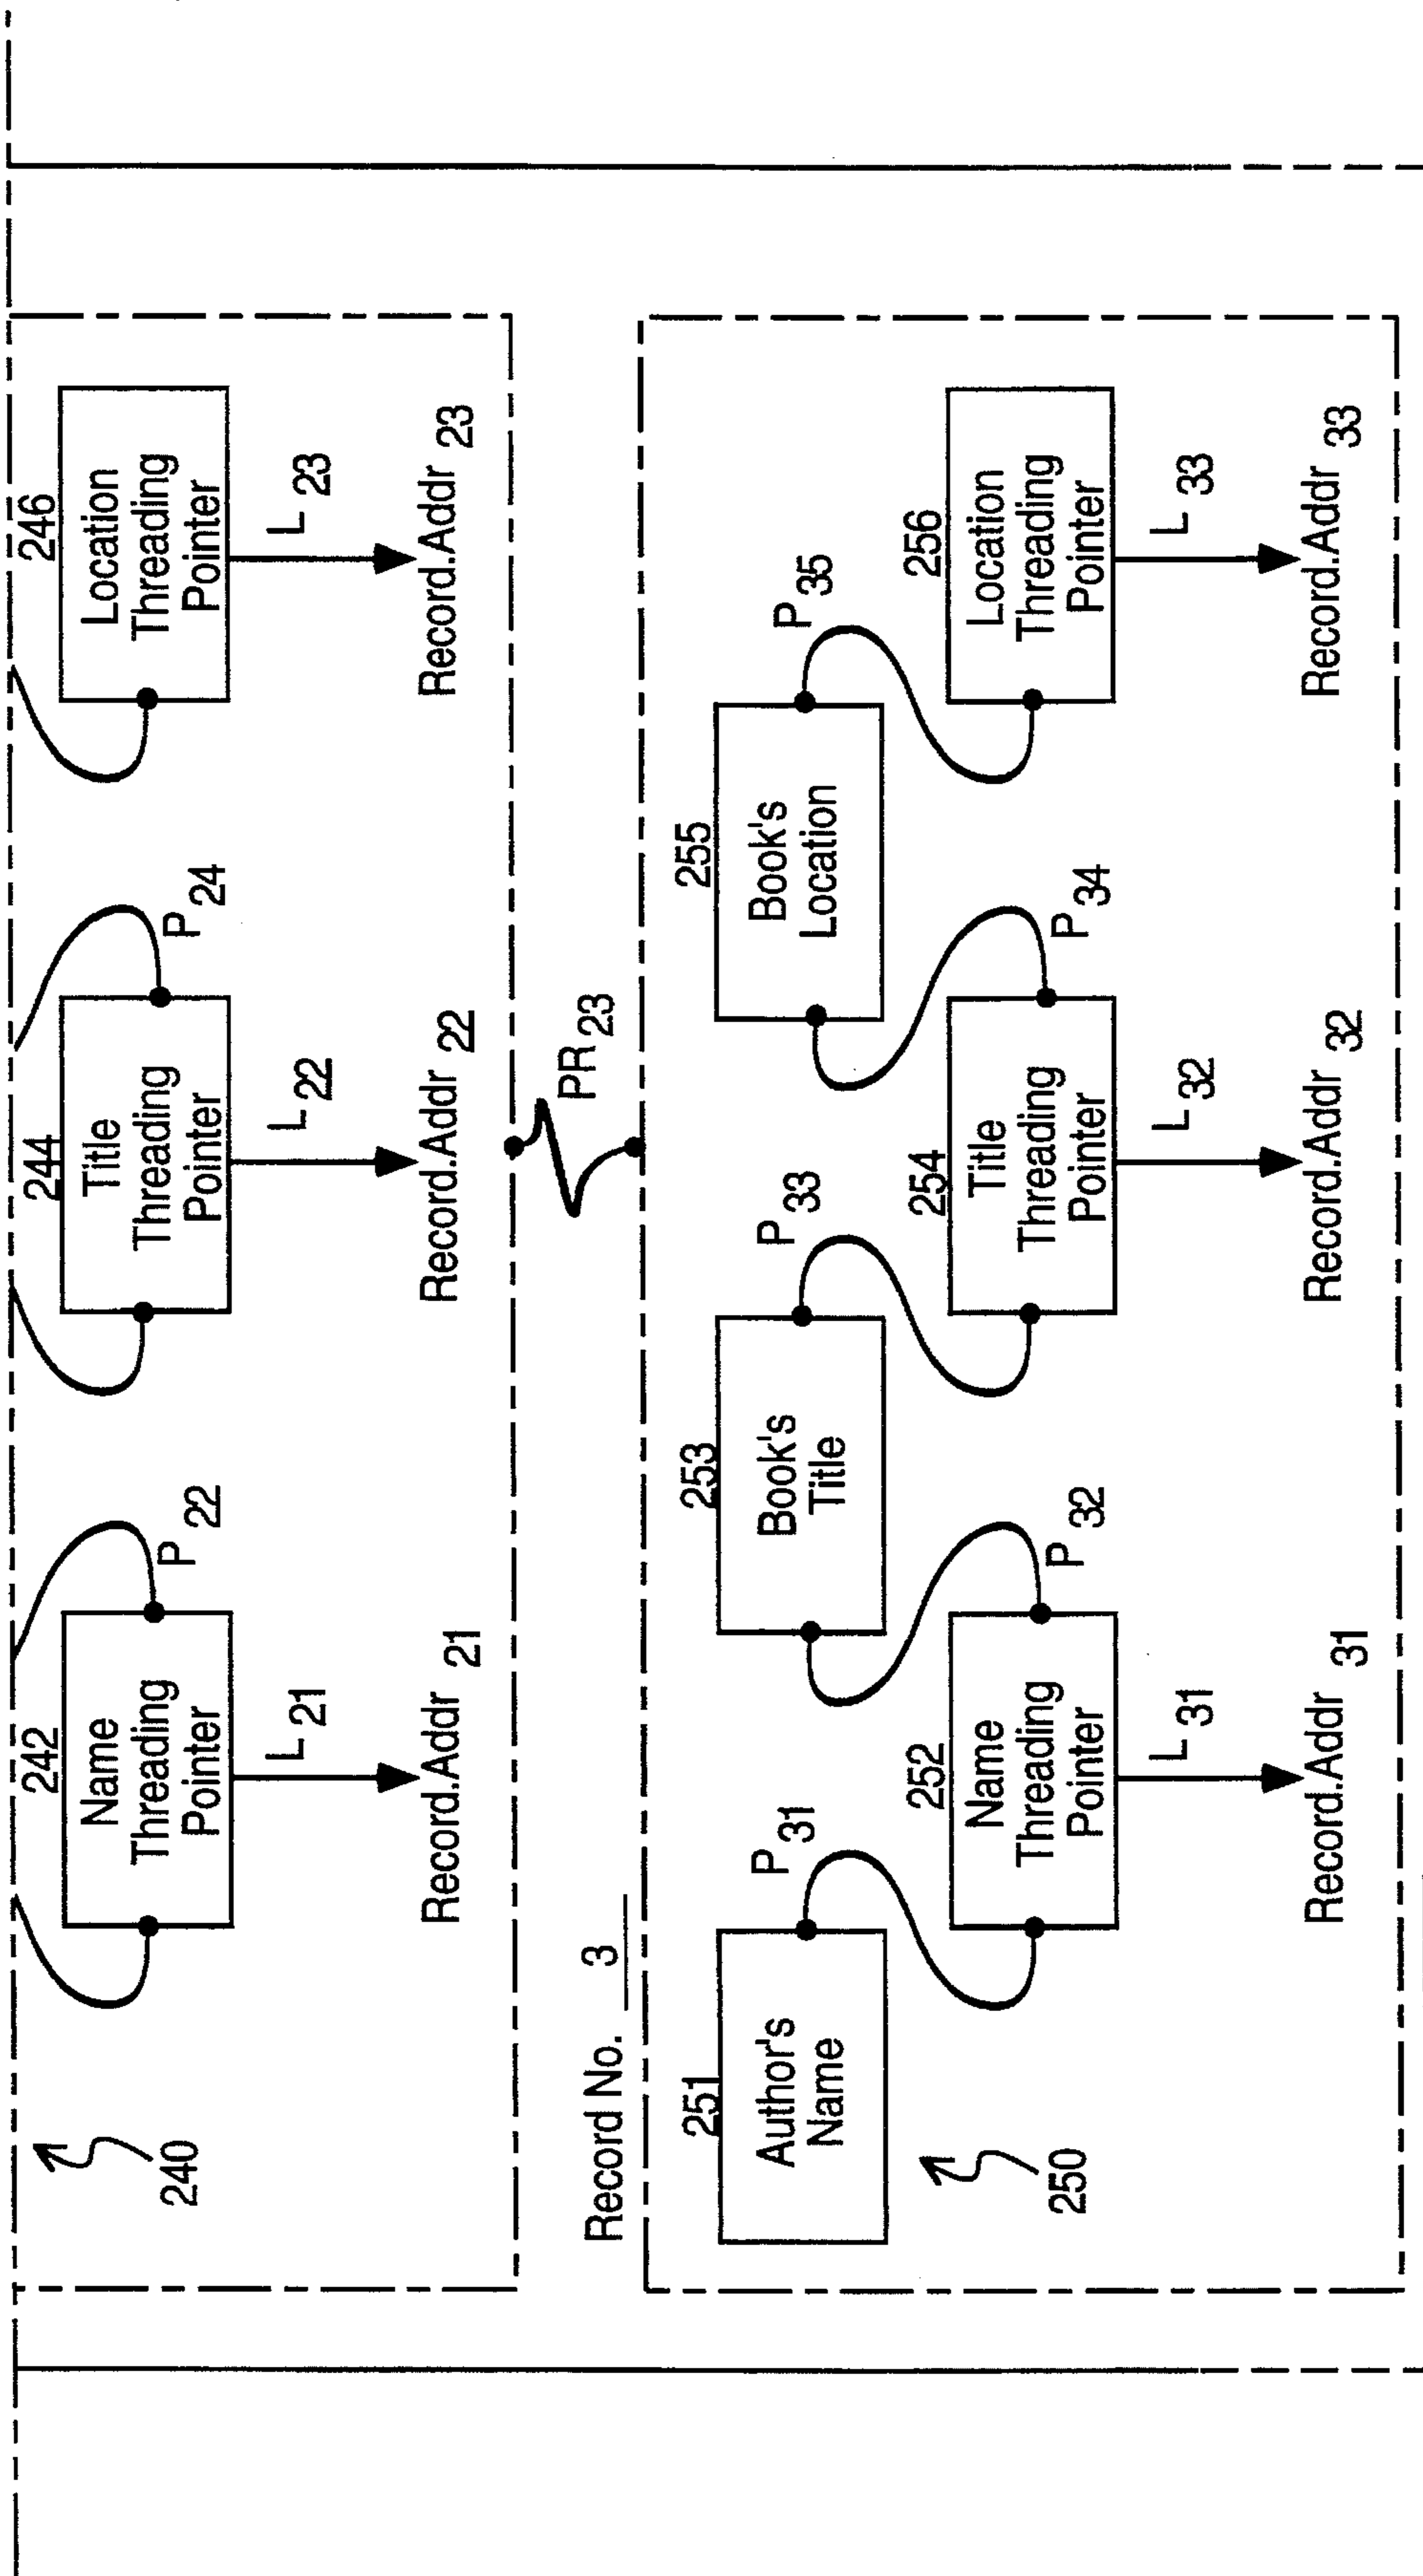 242
Name
Threading
Pointer
P 22
244
Title
Threading
Pointer
P 24
246
Location
Threading
Pointer
240
L 21
L 22
L 23
Record.Addr 21
Record.Addr 22
Record.Addr 23
PR 23
Record No. 3
251
Author's
Name
P 31
253
Book's
Title
P 33
255
Book's
Location
P 35
250
252
Name
Threading
Pointer
P 32
254
Title
Threading
Pointer
P 34
256
Location
Threading
Pointer
L 31
L 32
L 33
Record.Addr 31
Record.Addr 32
Record.Addr 33